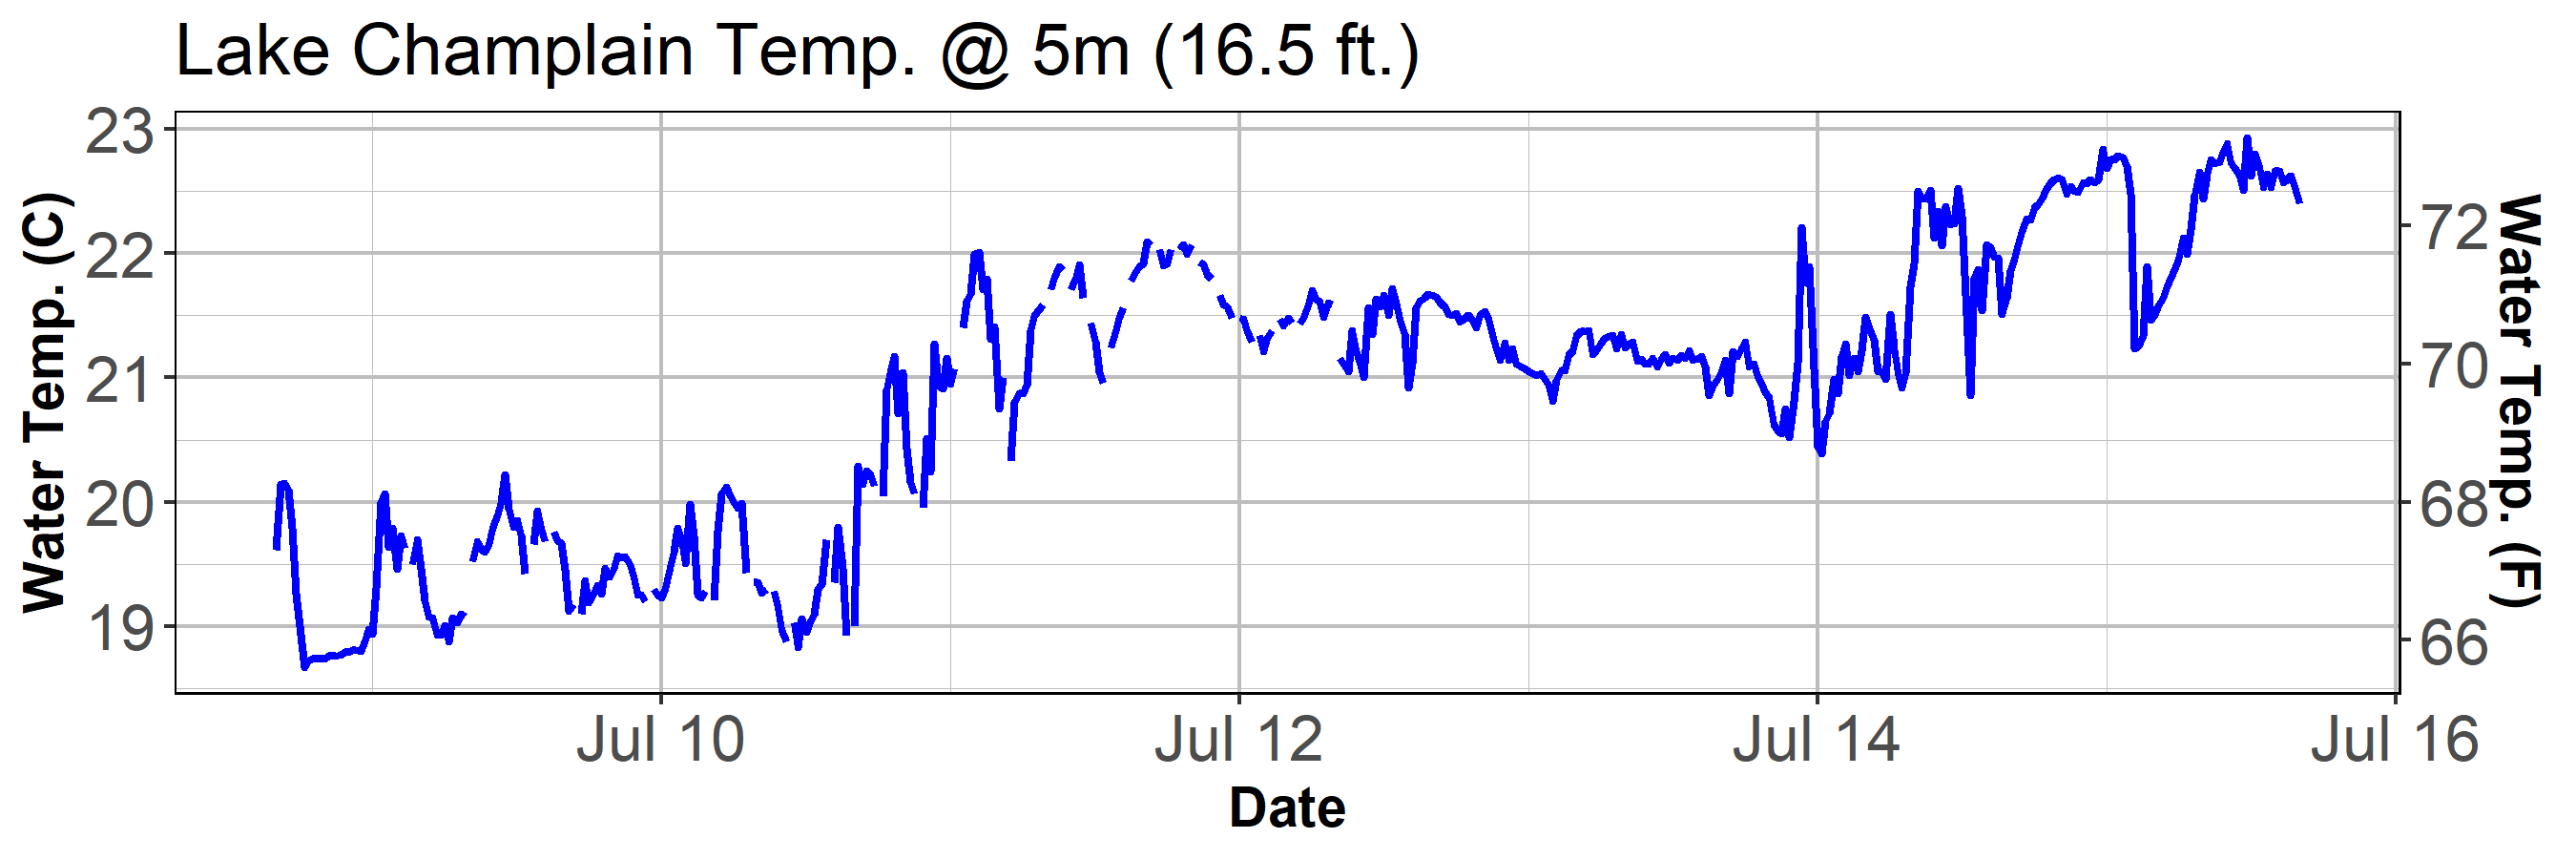 Lake Champlain Temp. @ 5m (16.5 ft.)
Water Temp. (C)
23
22
21
20
19
72
70
68
66
Water Temp. (F)
Jul 10 Jul 12 Jul 14 Jul 16
Date